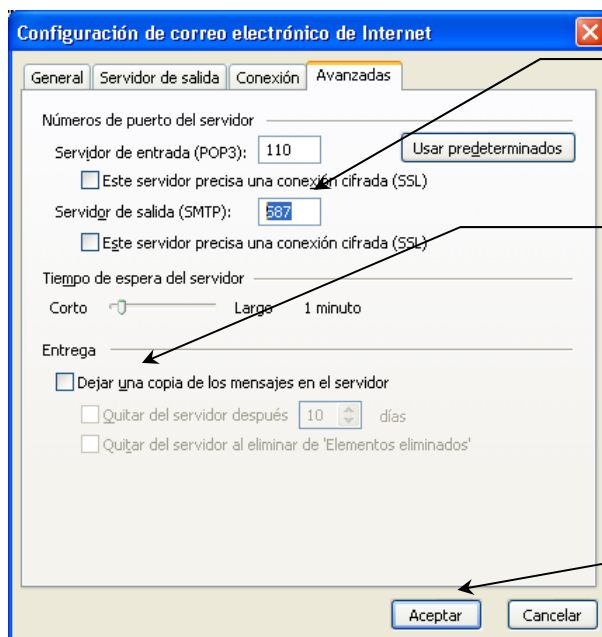 Configuración de correo electrónico de Internet
General Servidor de salida Conexión Avanzadas
Números de puerto del servidor
Servidor de entrada (POP3): 110 Usar predeterminados
Este servidor precisa una conexión cifrada (SSL)
Servidor de salida (SMTP): 587
Este servidor precisa una conexión cifrada (SSL)
Tiempo de espera del servidor
Corto Largo 1 minuto
Entrega
Dejar una copia de los mensajes en el servidor
Quitar del servidor después 10 días
Quitar del servidor al eliminar de 'Elementos eliminados'
Aceptar Cancelar